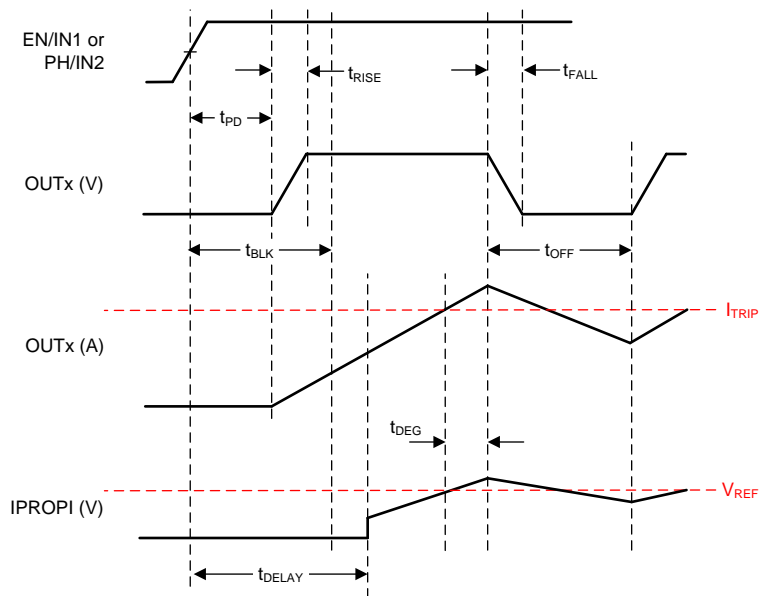 EN/IN1 or
PH/IN2
tRISE
tFALL
tPD
OUTx (V)
tBLK
tOFF
ITRIP
OUTx (A)
tDEG
VREF
IPROPI (V)
tDELAY